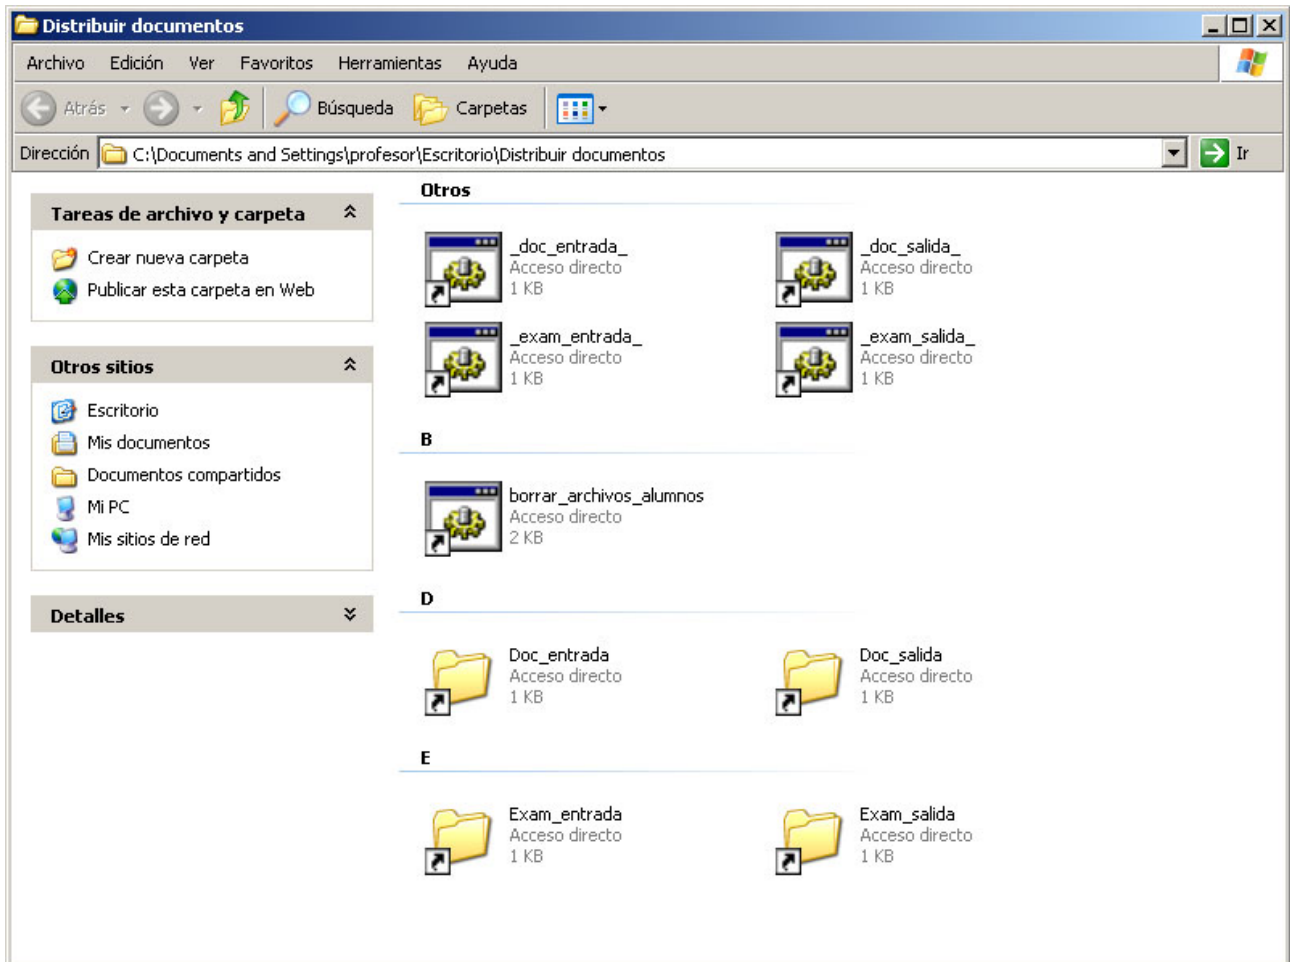 Distribuir documentos
Archivo Edición Ver Favoritos Herramientas Ayuda
Atrás Búsqueda Carpetas
Dirección C:\Documents and Settings\profesor\Escritorio\Distribuir documentos Ir
Tareas de archivo y carpeta
Crear nueva carpeta
Publicar esta carpeta en Web
Otros sitios
Escritorio
Mis documentos
Documentos compartidos
Mi PC
Mis sitios de red
Detalles
Otros
_doc_entrada_
Acceso directo
1 KB
_doc_salida_
Acceso directo
1 KB
_exam_entrada_
Acceso directo
1 KB
_exam_salida_
Acceso directo
1 KB
B
borrar_archivos_alumnos
Acceso directo
2 KB
D
Doc_entrada
Acceso directo
1 KB
Doc_salida
Acceso directo
1 KB
E
Exam_entrada
Acceso directo
1 KB
Exam_salida
Acceso directo
1 KB